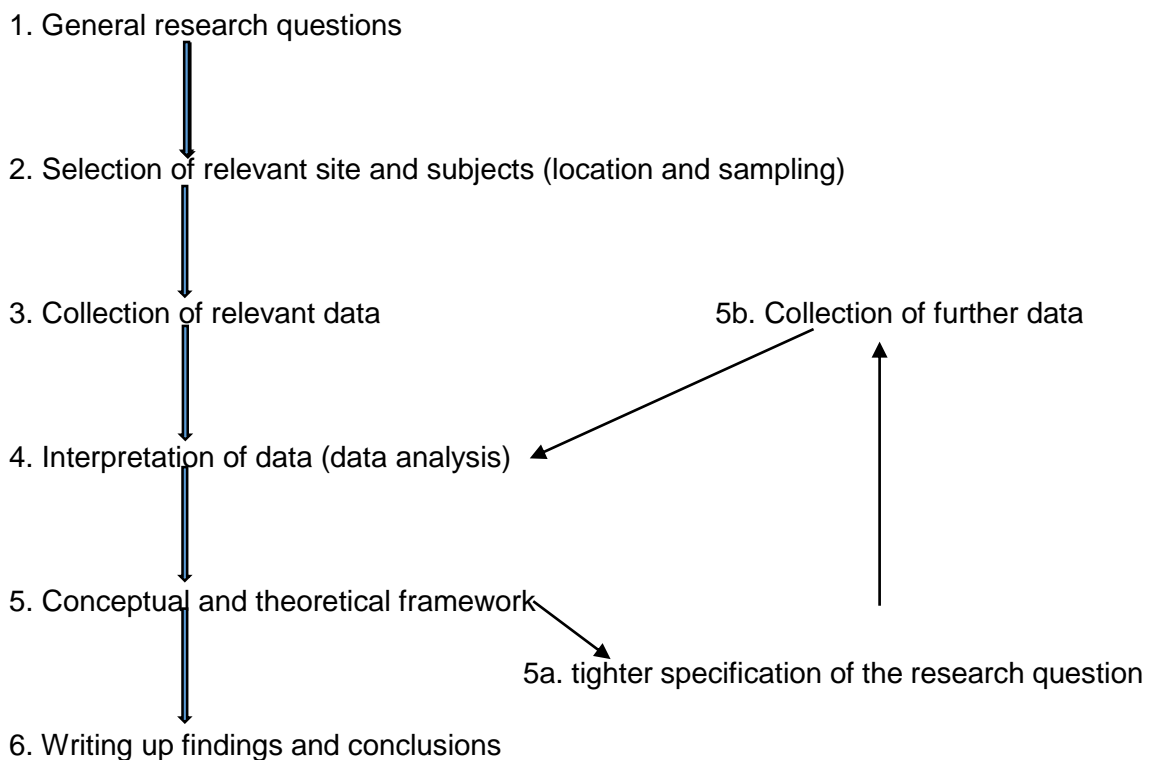 1. General research questions
2. Selection of relevant site and subjects (location and sampling)
3. Collection of relevant data
5b. Collection of further data
4. Interpretation of data (data analysis)
5. Conceptual and theoretical framework
5a. tighter specification of the research question
6. Writing up findings and conclusions